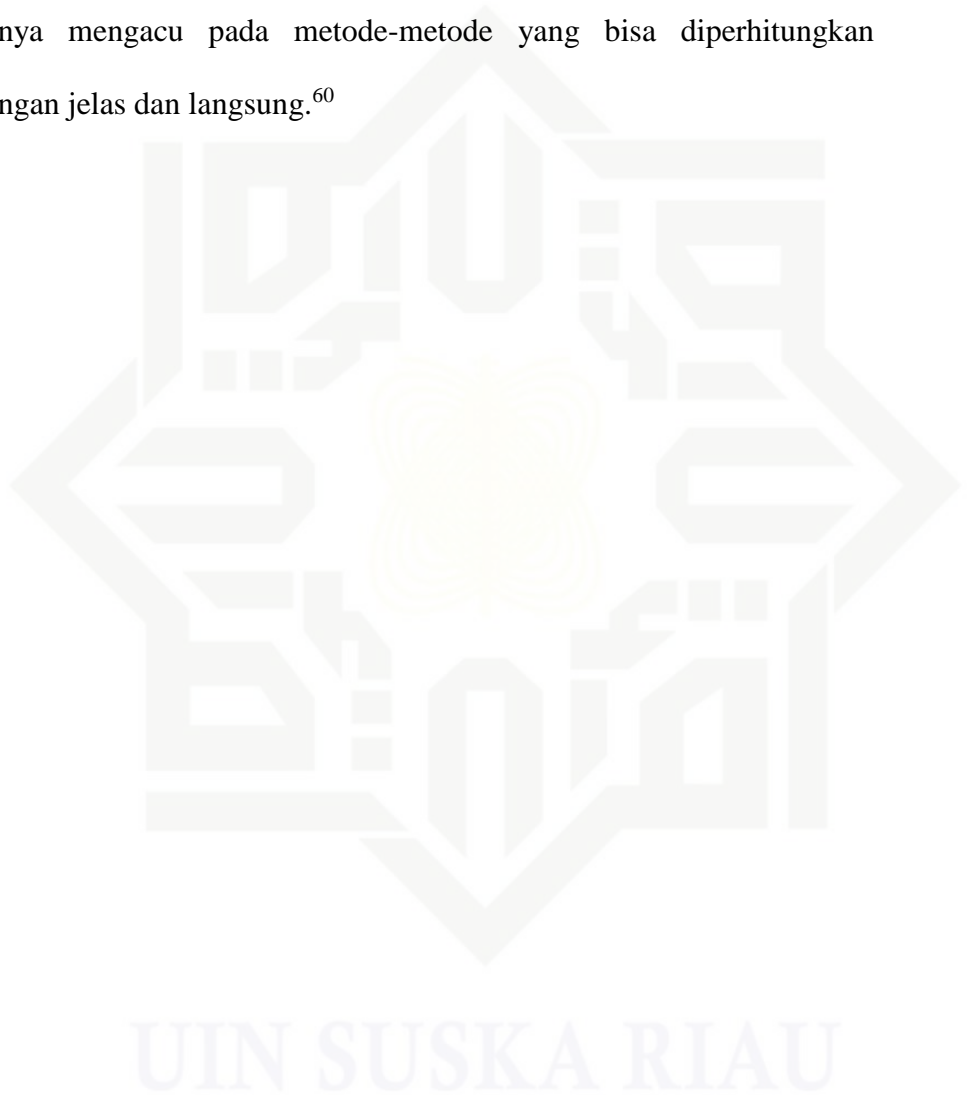 nya mengacu pada metode-metode yang bisa diperhitungkan
ngan jelas dan langsung.60
UIN SUSKA RIAU